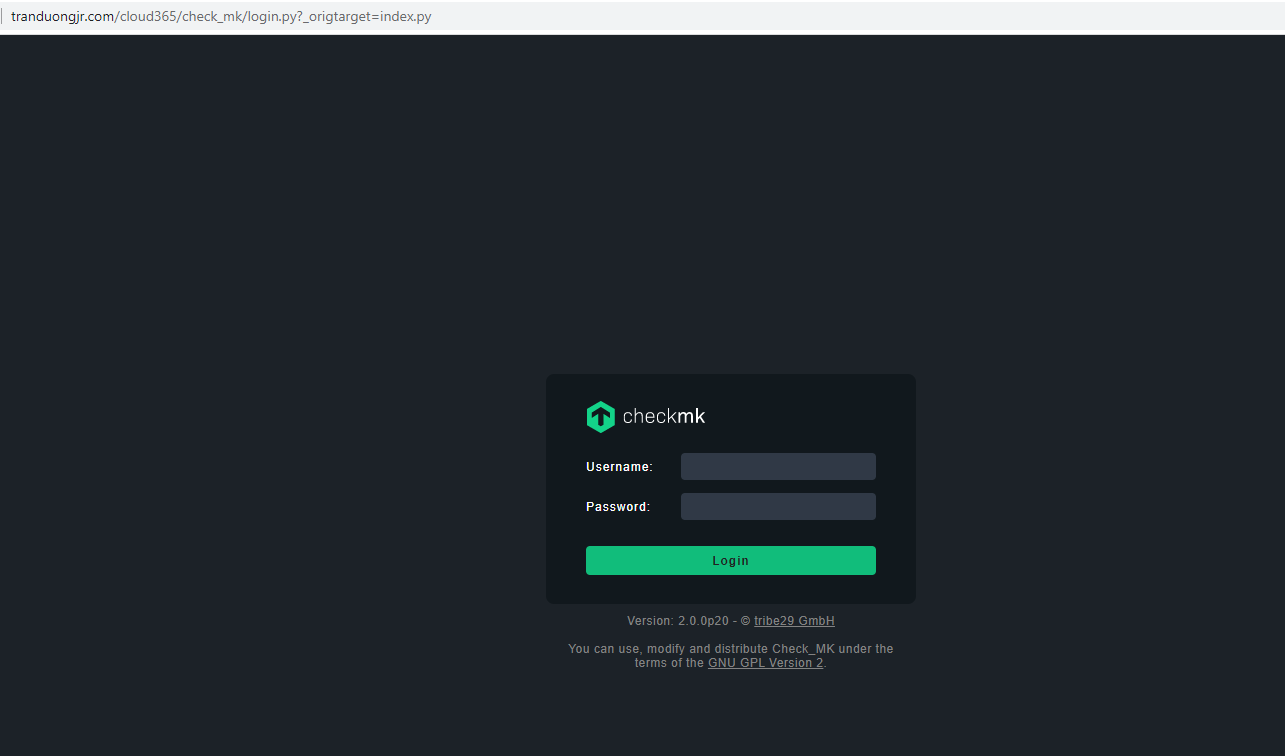 tranduongjr.com/cloud365/check_mk/login.py?_origtarget=index.py
checkmk
Username:
Password:
Login
Version: 2.0.0p20 - © tribe29 GmbH
You can use, modify and distribute Check_MK under the
terms of the GNU GPL Version 2.